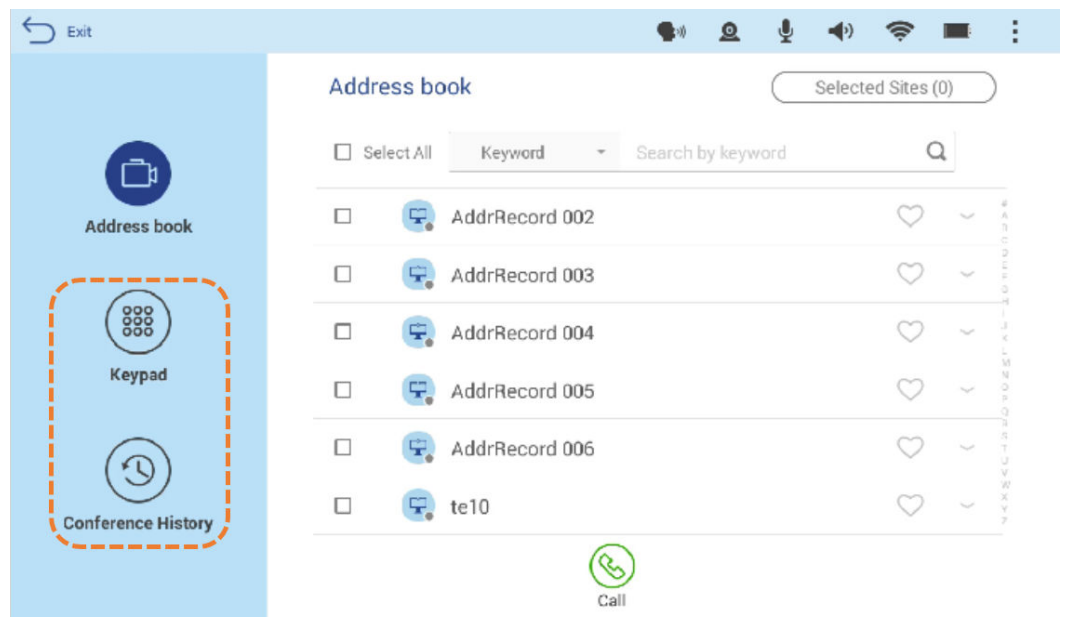 Exit
Address book
Selected Sites (0)
Select All
Keyword
Search by keyword
AddrRecord 002
AddrRecord 003
AddrRecord 004
AddrRecord 005
AddrRecord 006
te10
Call
Address book
Keypad
Conference History
#
A
B
C
D
E
F
G
H
I
J
K
L
M
N
O
P
Q
R
S
T
U
V
W
X
Y
Z